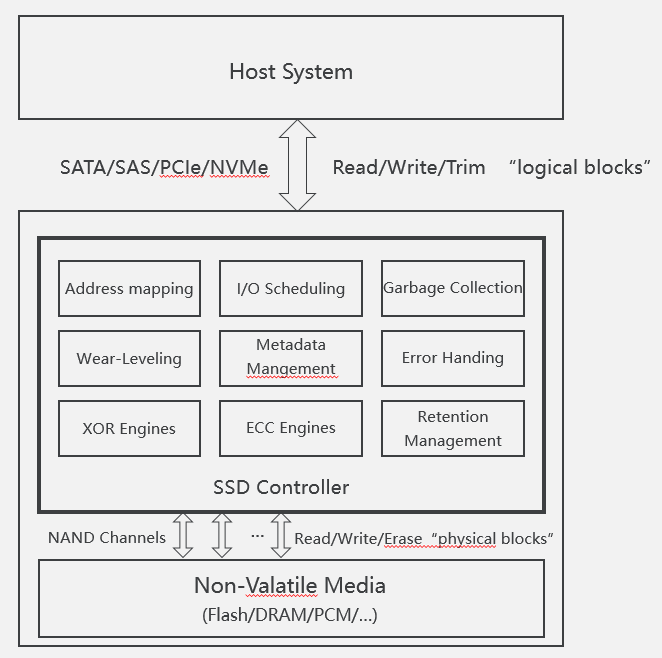 Host System
SATA/SAS/PCIe/NVMe
Read/Write/Trim “logical blocks”
Address mapping
I/O Scheduling
Garbage Collection
Wear-Leveling
Metadata
Mangement
Error Handing
XOR Engines
ECC Engines
Retention
Management
SSD Controller
NAND Channels
...
Read/Write/Erase “physical blocks”
Non-Valatile Media
(Flash/DRAM/PCM/...)